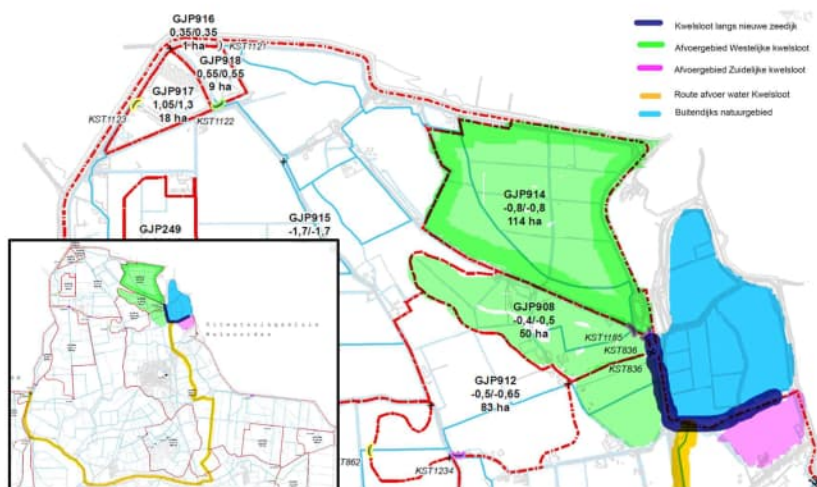 GJP916
0,35/0,35
1 ha
KST1121
GJP918
0,55/0,55
9 ha
GJP917
1,05/1,3
18 ha
KST1123
KST1122
GJP249
GJP915
-1,7/-1,7
GJP914
-0,8/-0,8
114 ha
GJP908
-0,4/-0,5
50 ha
KST1185
KST836
KST836
GJP912
-0,5/-0,65
83 ha
KST1234
Kwelsloot langs nieuwe zeedijk
Afvoergebied Westelijke kwelsloot
Afvoergebied Zuidelijke kwelsloot
Route afvoer water Kwelsloot
Buitendijks natuurgebied